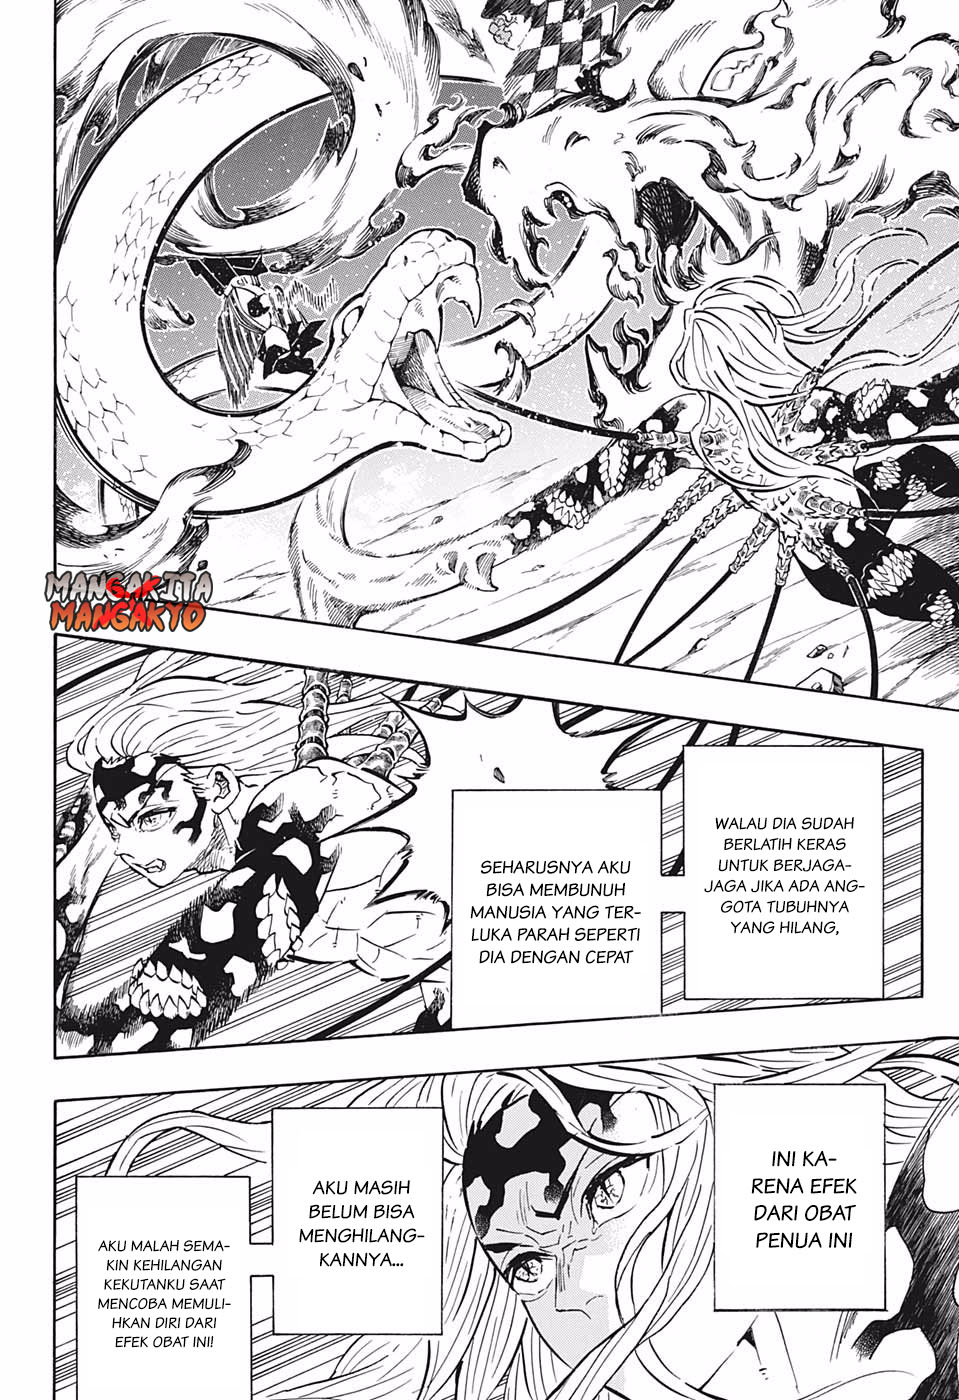 MANGAKITA
MANGAKYO
WALAU DIA SUDAH
BERLATIH KERAS
UNTUK BERJAGA-
JAGA JIKA ADA ANG-
GOTA TUBUHNYA
YANG HILANG,
SEHARUSNYA AKU
BISA MEMBUNUH
MANUSIA YANG TER-
LUKA PARAH SEPERTI
DIA DENGAN CEPAT
INI KA-
RENA EFEK
DARI OBAT
PENUA INI
AKU MASIH
BELUM BISA
MENGHILANG-
KANNYA...
AKU MALAH SEMA-
KIN KEHILANGAN
KEKUTANKU SAAT
MENCOBA MEMULI-
HKAN DIRI DARI
EFEK OBAT INI!